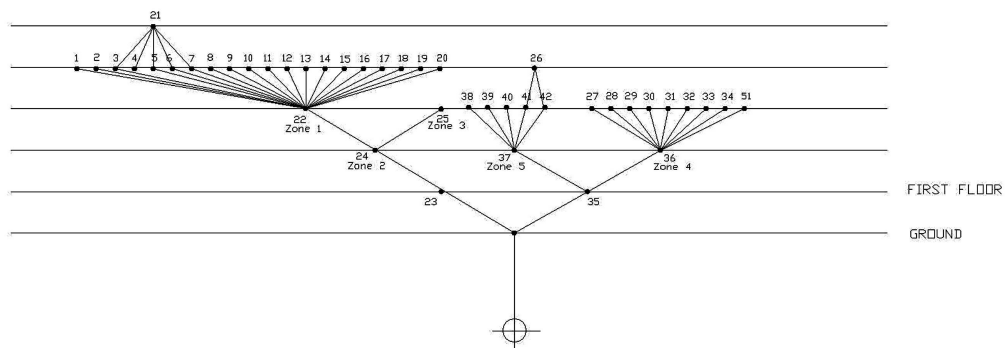 21
1 2 3 4 5 6 7 8 9 10 11 12 13 14 15 16 17 18 19 20 26
38 39 40 41 42 27 28 29 30 31 32 33 34 51
22 25
Zone 1 Zone 3
24 37 36
Zone 2 Zone 5 Zone 4
FIRST FLOOR
23 35
GROUND